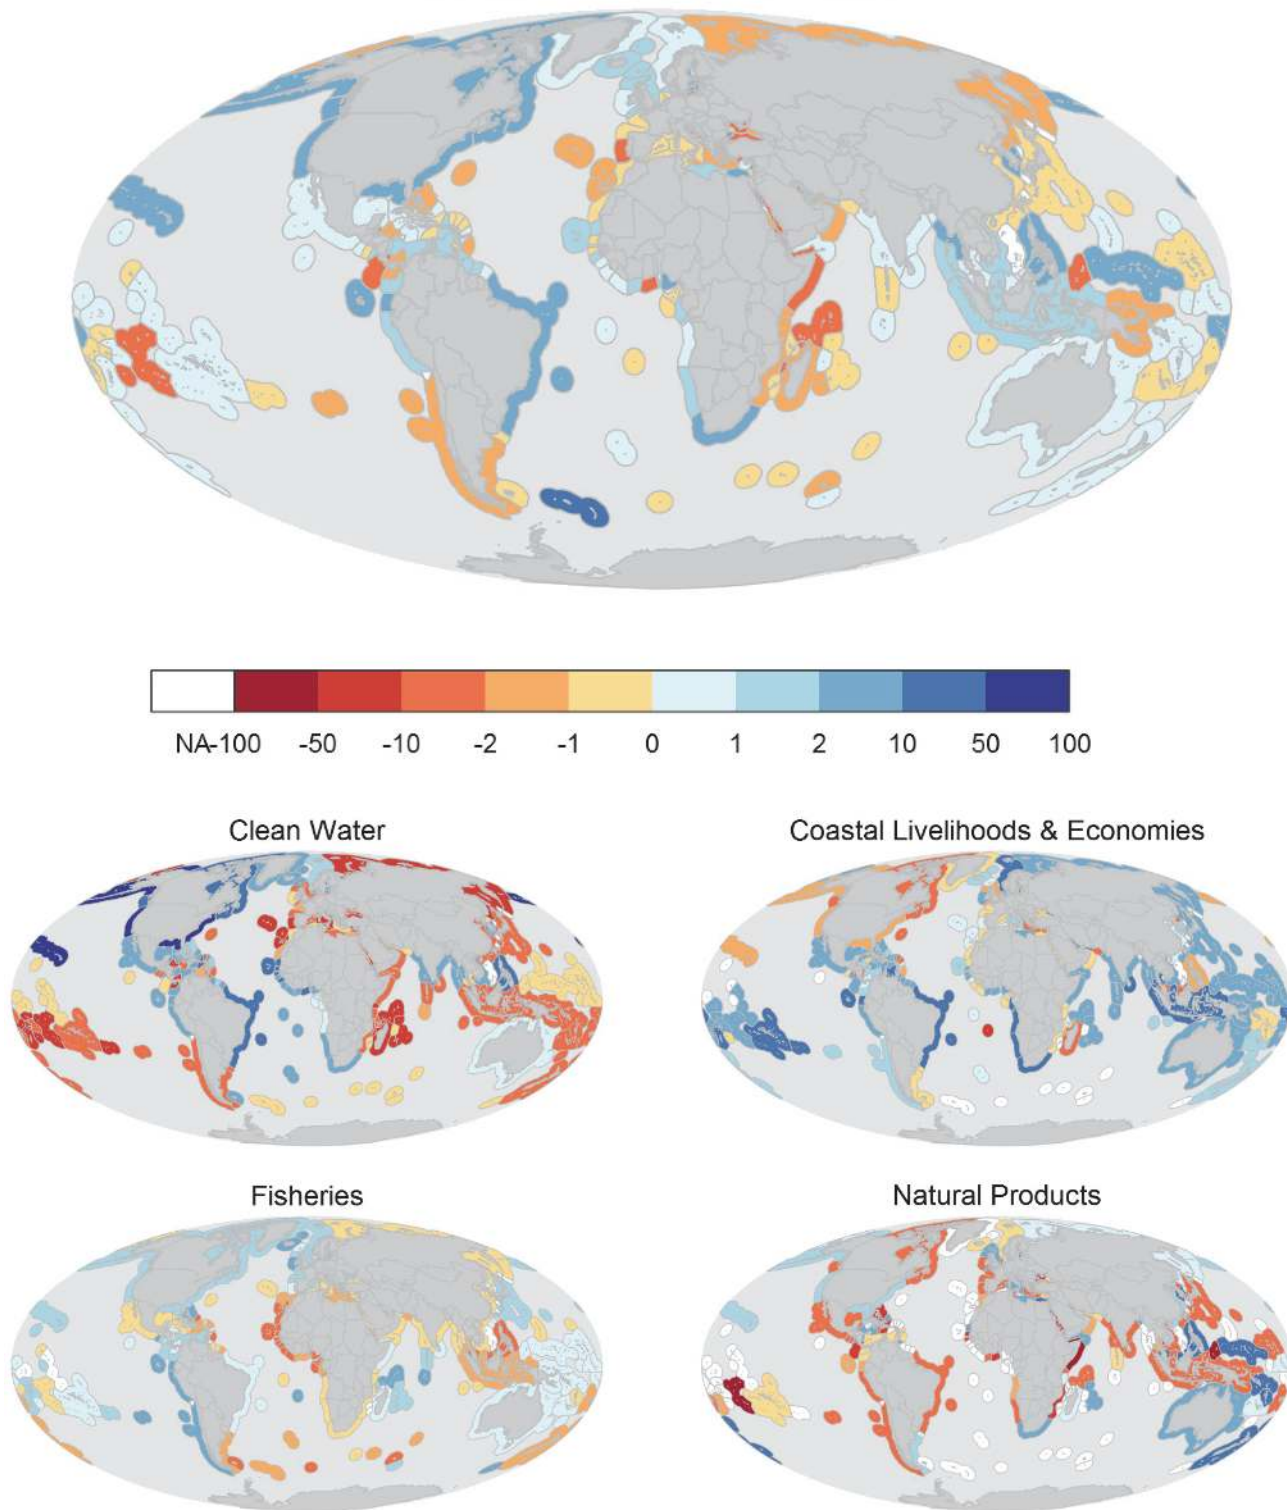 NA -100 -50 -10 -2 -1 0 1 2 10 50 100
Clean Water
Coastal Livelihoods & Economies
Fisheries
Natural Products